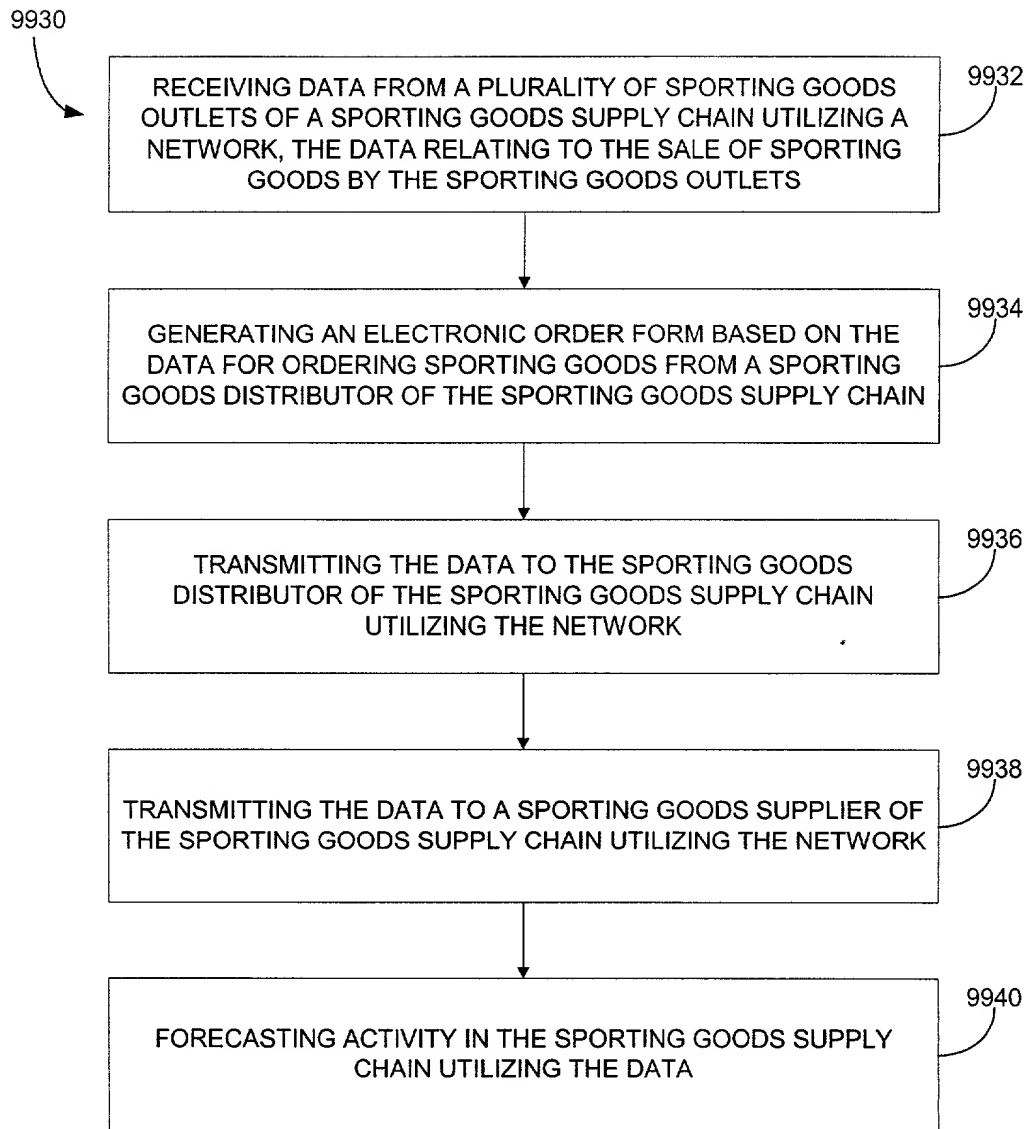 9930
9932
RECEIVING DATA FROM A PLURALITY OF SPORTING GOODS
OUTLETS OF A SPORTING GOODS SUPPLY CHAIN UTILIZING A
NETWORK, THE DATA RELATING TO THE SALE OF SPORTING
GOODS BY THE SPORTING GOODS OUTLETS
9934
GENERATING AN ELECTRONIC ORDER FORM BASED ON THE
DATA FOR ORDERING SPORTING GOODS FROM A SPORTING
GOODS DISTRIBUTOR OF THE SPORTING GOODS SUPPLY CHAIN
9936
TRANSMITTING THE DATA TO THE SPORTING GOODS
DISTRIBUTOR OF THE SPORTING GOODS SUPPLY CHAIN
UTILIZING THE NETWORK
9938
TRANSMITTING THE DATA TO A SPORTING GOODS SUPPLIER OF
THE SPORTING GOODS SUPPLY CHAIN UTILIZING THE NETWORK
9940
FORECASTING ACTIVITY IN THE SPORTING GOODS SUPPLY
CHAIN UTILIZING THE DATA